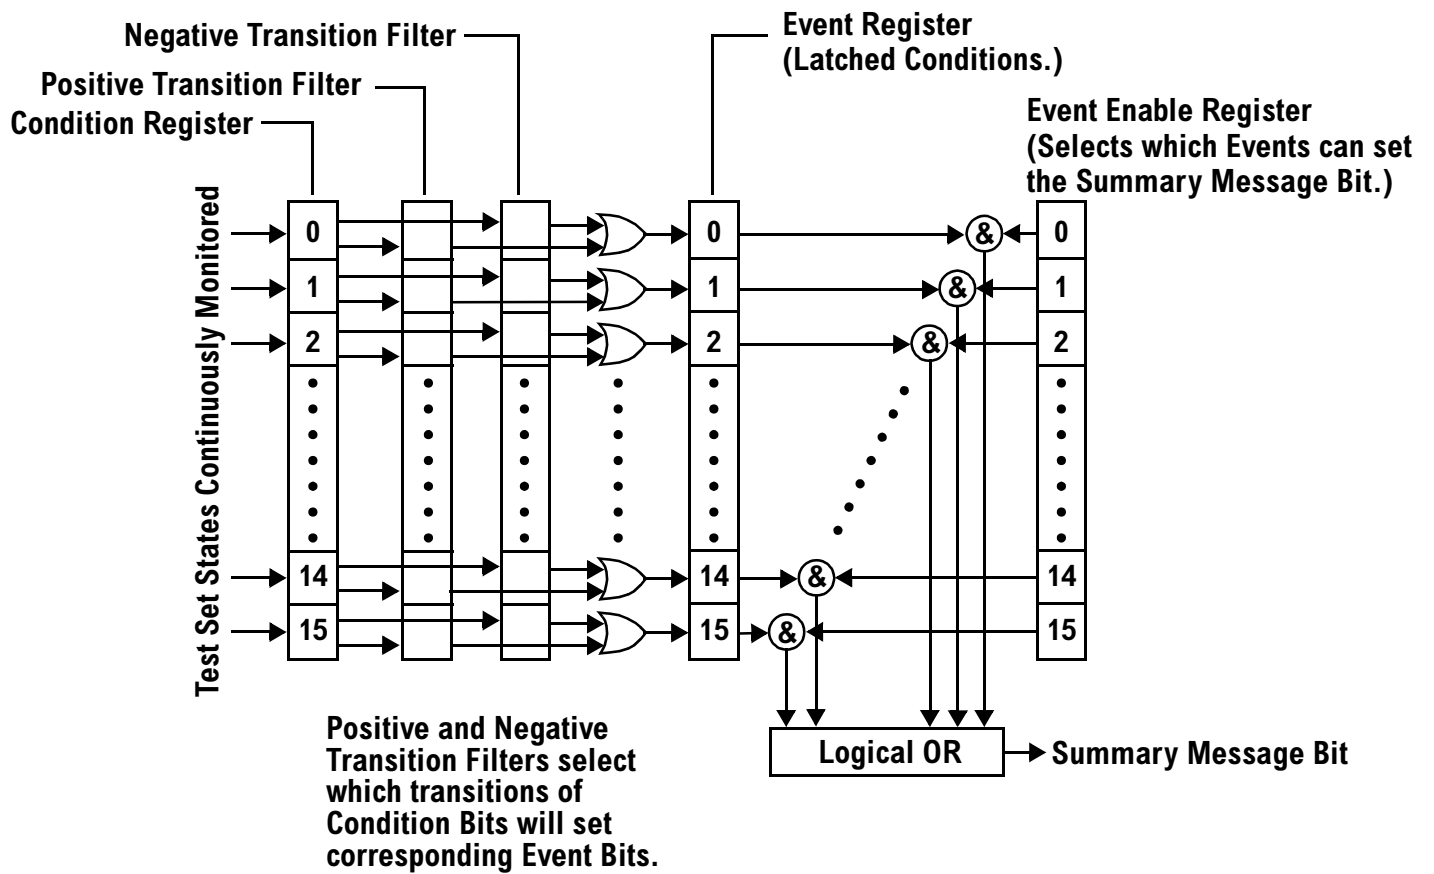 Negative Transition Filter
Positive Transition Filter
Condition Register
Event Register
(Latched Conditions.)
Event Enable Register
(Selects which Events can set
the Summary Message Bit.)
Test Set States Continuously Monitored
0 0 & 0
1 1 & 1
2 2 & 2
14 14 & 14
15 15 & 15
Positive and Negative
Transition Filters select
which transitions of
Condition Bits will set
corresponding Event Bits.
Logical OR
Summary Message Bit